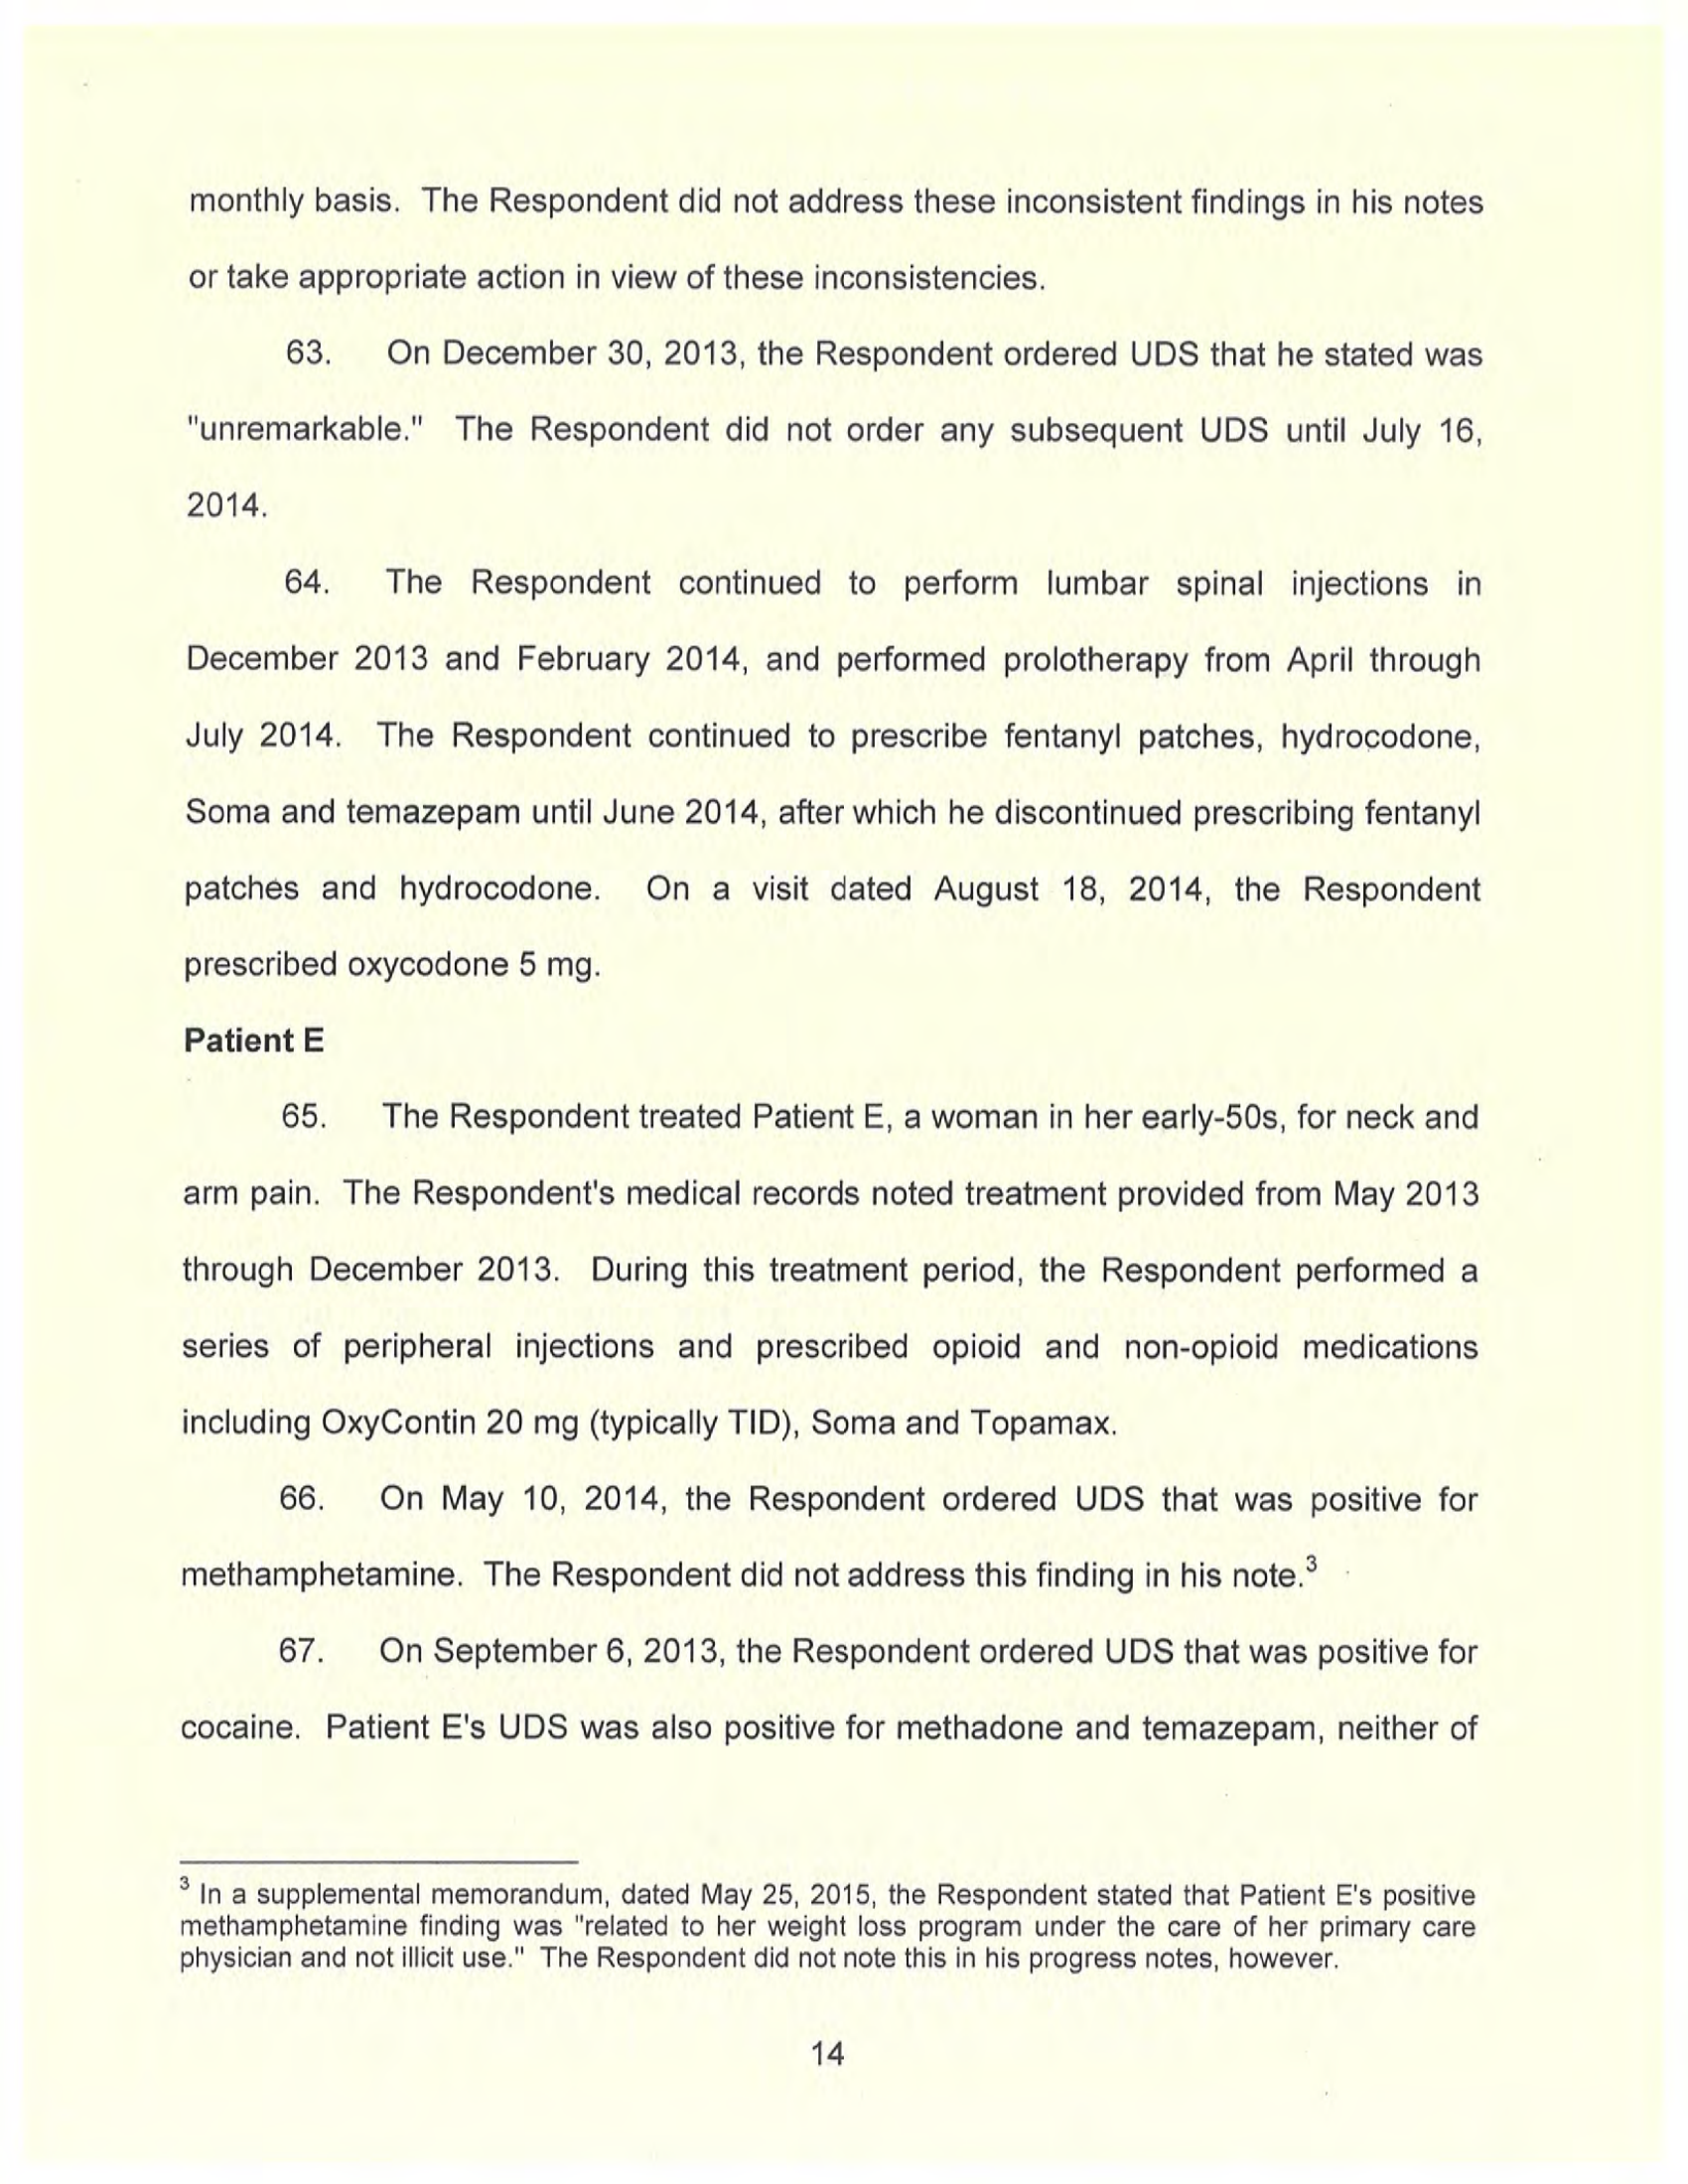 monthly basis. The Respondent did not address these inconsistent findings in his notes
or take appropriate action in view of these inconsistencies.
63. On December 30, 2013, the Respondent ordered UDS that he stated was
"unremarkable." The Respondent did not order any subsequent UDS until July 16,
2014.
64. The Respondent continued to perform lumbar spinal injections in
December 2013 and February 2014, and performed prolotherapy from April through
July 2014. The Respondent continued to prescribe fentanyl patches, hydrocodone,
Soma and temazepam until June 2014, after which he discontinued prescribing fentanyl
patches and hydrocodone. On a visit dated August 18, 2014, the Respondent
prescribed oxycodone 5 mg.
Patient E
65. The Respondent treated Patient E, a woman in her early-50s, for neck and
arm pain. The Respondent's medical records noted treatment provided from May 2013
through December 2013. During this treatment period, the Respondent performed a
series of peripheral injections and prescribed opioid and non-opioid medications
including OxyContin 20 mg (typically TID), Soma and Topamax.
66. On May 10, 2014, the Respondent ordered UDS that was positive for
methamphetamine. The Respondent did not address this finding in his note.3
67. On September 6, 2013, the Respondent ordered UDS that was positive for
cocaine. Patient E's UDS was also positive for methadone and temazepam, neither of
3 In a supplemental memorandum, dated May 25, 2015, the Respondent stated that Patient E's positive
methamphetamine finding was "related to her weight loss program under the care of her primary care
physician and not illicit use." The Respondent did not note this in his progress notes, however.
14